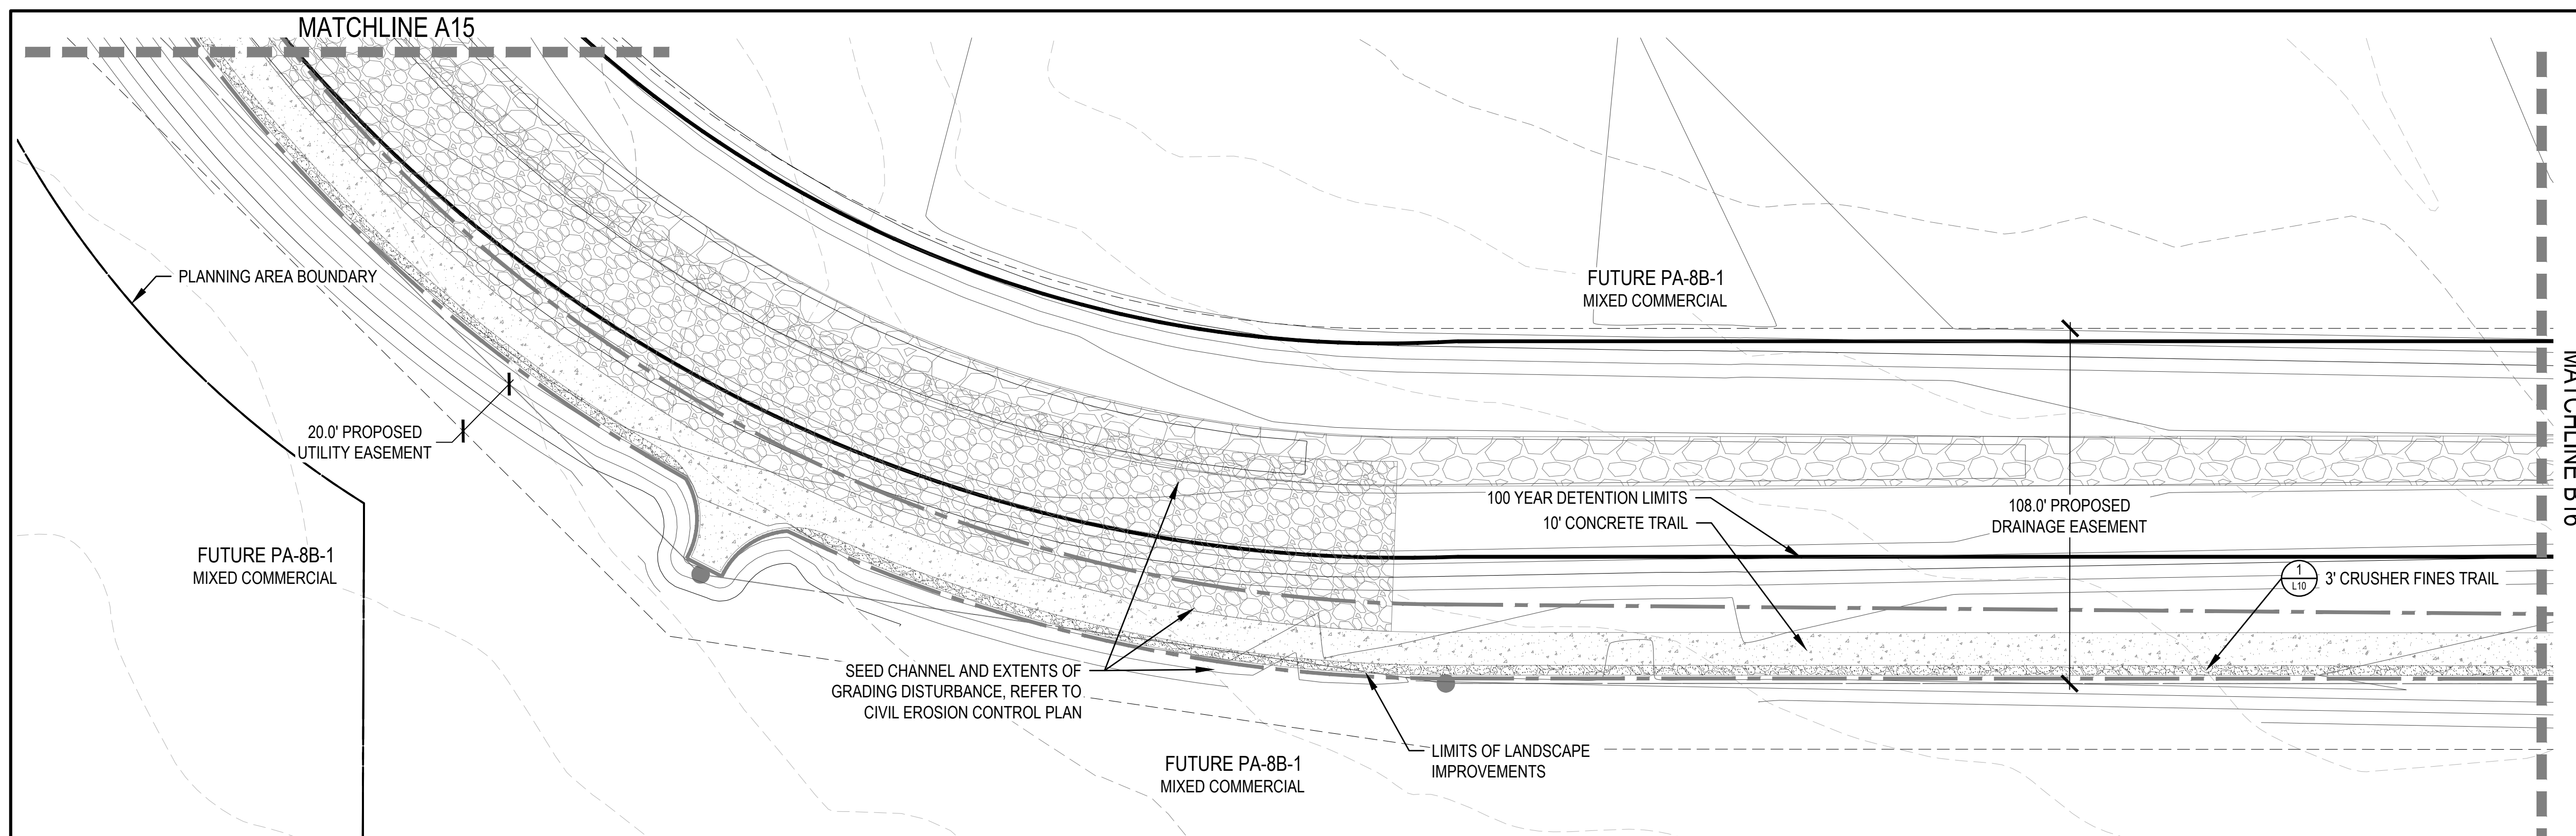 MATCHLINE A15
PLANNING AREA BOUNDARY
20.0' PROPOSED
UTILITY EASEMENT
FUTURE PA-8B-1
MIXED COMMERCIAL
FUTURE PA-8B-1
MIXED COMMERCIAL
100 YEAR DETENTION LIMITS
10' CONCRETE TRAIL
108.0' PROPOSED
DRAINAGE EASEMENT
1
L10
3' CRUSHER FINES TRAIL
SEED CHANNEL AND EXTENTS OF
GRADING DISTURBANCE, REFER TO
CIVIL EROSION CONTROL PLAN
LIMITS OF LANDSCAPE
IMPROVEMENTS
FUTURE PA-8B-1
MIXED COMMERCIAL
MATCHLINE B16